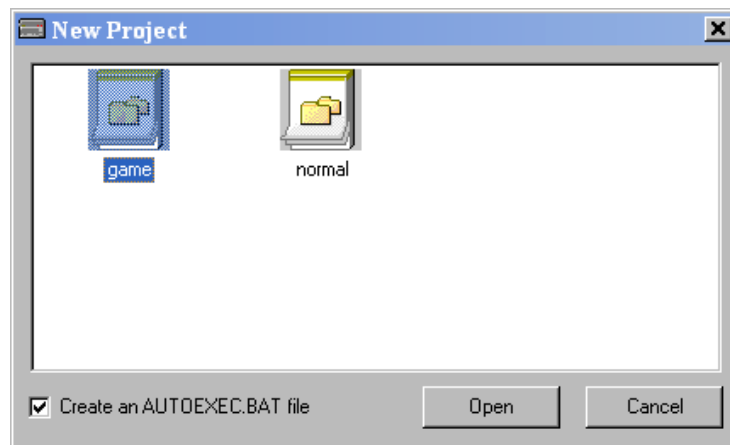 New Project
game normal
Create an AUTOEXEC.BAT file Open Cancel